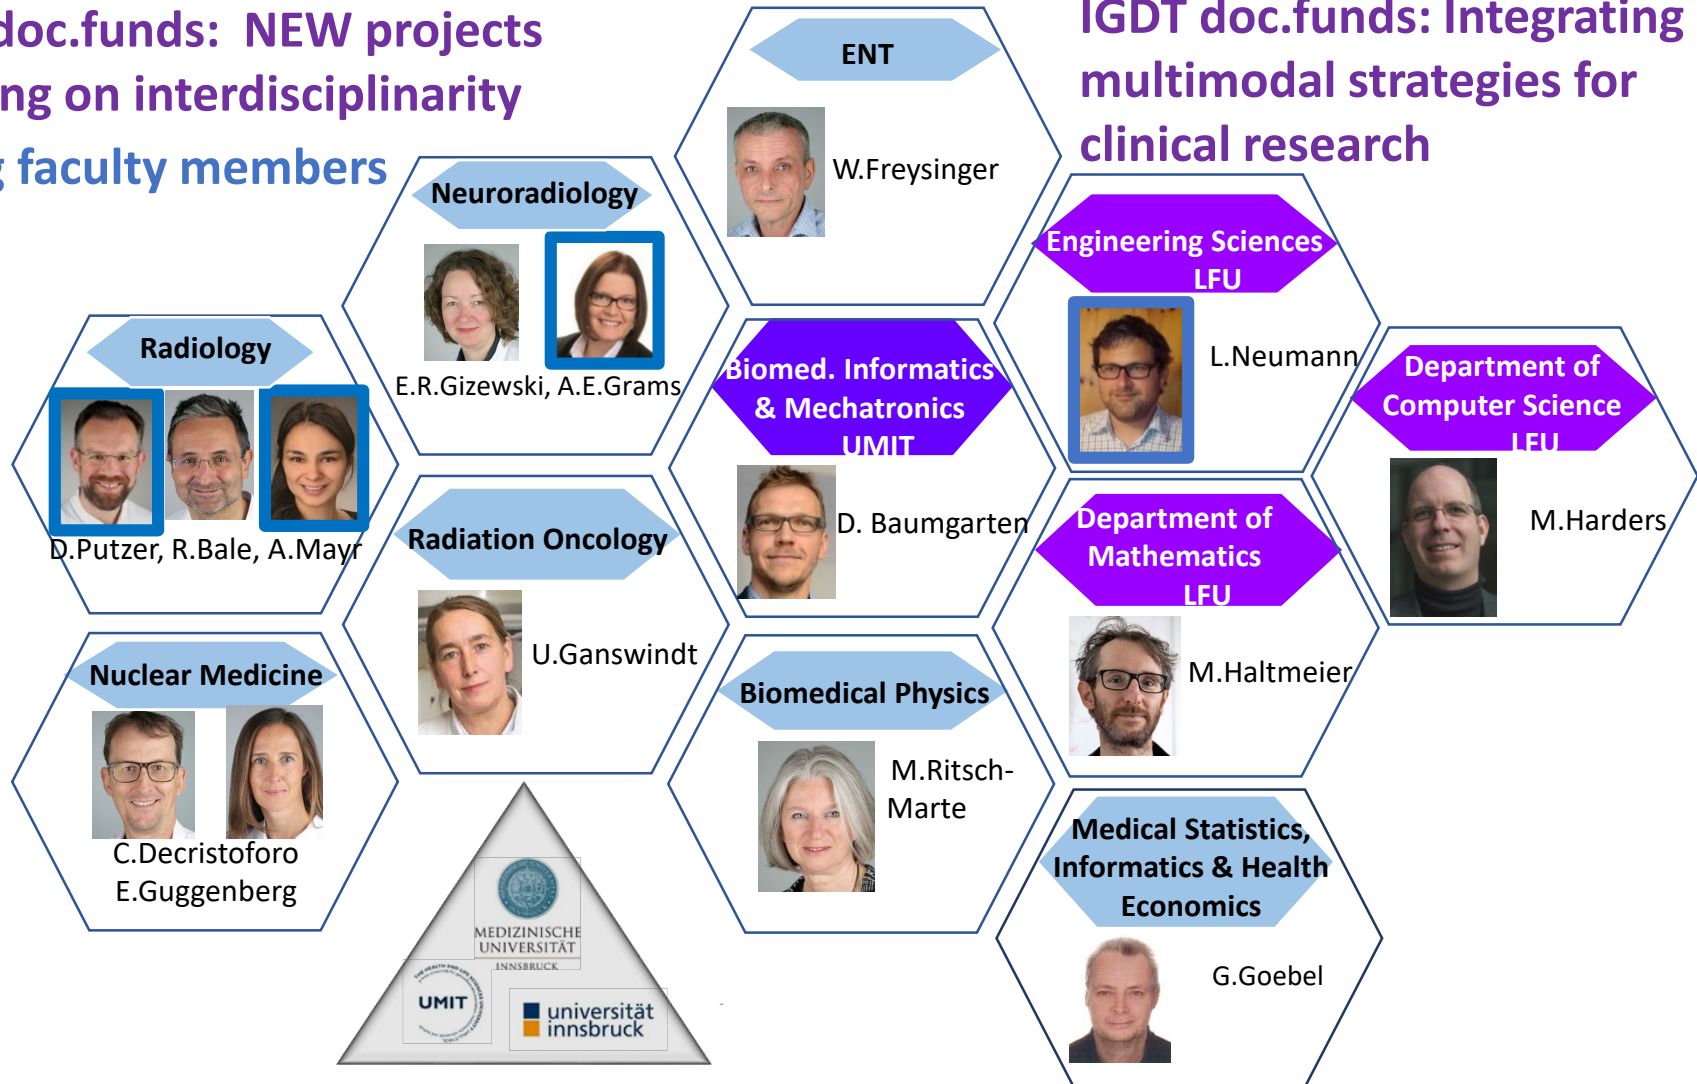 doc.funds: NEW projects
ng on interdisciplinarity
g faculty members
IGDT doc.funds: Integrating
multimodal strategies for
clinical research
ENT
W.Freysinger
Neuroradiology
E.R.Gizewski, A.E.Grams
Engineering Sciences
LFU
L.Neumann
Radiology
D.Putzer, R.Bale, A.Mayr
Biomed. Informatics
& Mechatronics
UMIT
D. Baumgarten
Department of
Computer Science
LFU
M.Harders
Radiation Oncology
U.Ganswindt
Department of
Mathematics
LFU
M.Haltmeier
Nuclear Medicine
C.Decristoforo
E.Guggenberg
Biomedical Physics
M.Ritsch-
Marte
Medical Statistics,
Informatics & Health
Economics
G.Goebel
MEDIZINISCHE
UNIVERSITÄT
INNSBRUCK
UMIT
universität
innsbruck